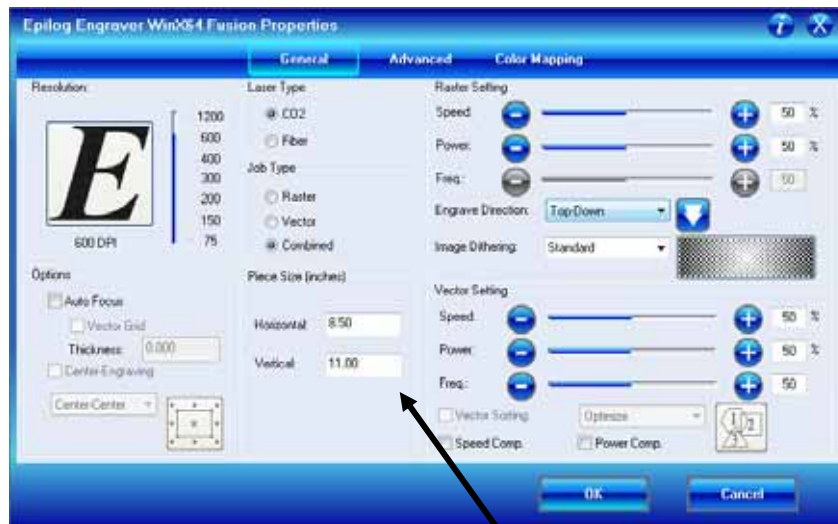 Epilog Engraver WinX64 Fusion Properties
General
Advanced
Color Mapping
Resolution:
E
1200
600
400
300
200
150
75
600 DPI
Options
Auto Focus
Vector Grid
Thickness: 0.000
Center-Engraving
Center-Center
Laser Type
CO2
Fiber
Job Type
Raster
Vector
Combined
Piece Size (inches)
Horizontal: 8.50
Vertical: 11.00
Raster Setting
Speed: 50 %
Power: 50 %
Freq.: 50
Engrave Direction: Top-Down
Image Dithering: Standard
Vector Setting
Speed: 50 %
Power: 50 %
Freq.: 50
Vector Sorting Optimize
1 2 3
Speed Comp. Power Comp.
OK
Cancel